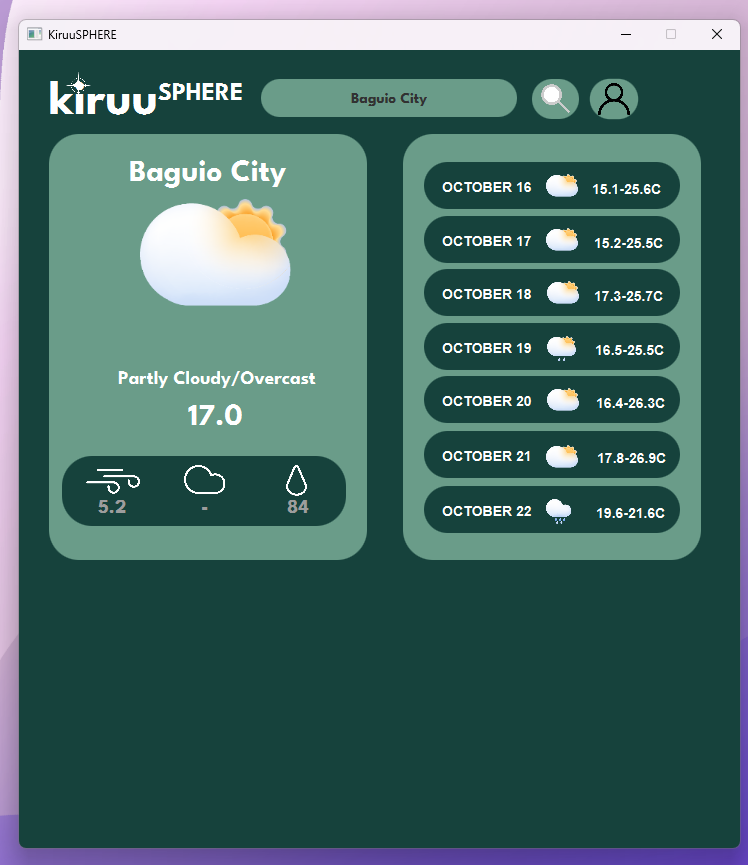 KiruuSPHERE
kiruu SPHERE
Baguio City
Baguio City
Partly Cloudy/Overcast
17.0
5.2 - 84
OCTOBER 16 15.1-25.6C
OCTOBER 17 15.2-25.5C
OCTOBER 18 17.3-25.7C
OCTOBER 19 16.5-25.5C
OCTOBER 20 16.4-26.3C
OCTOBER 21 17.8-26.9C
OCTOBER 22 19.6-21.6C